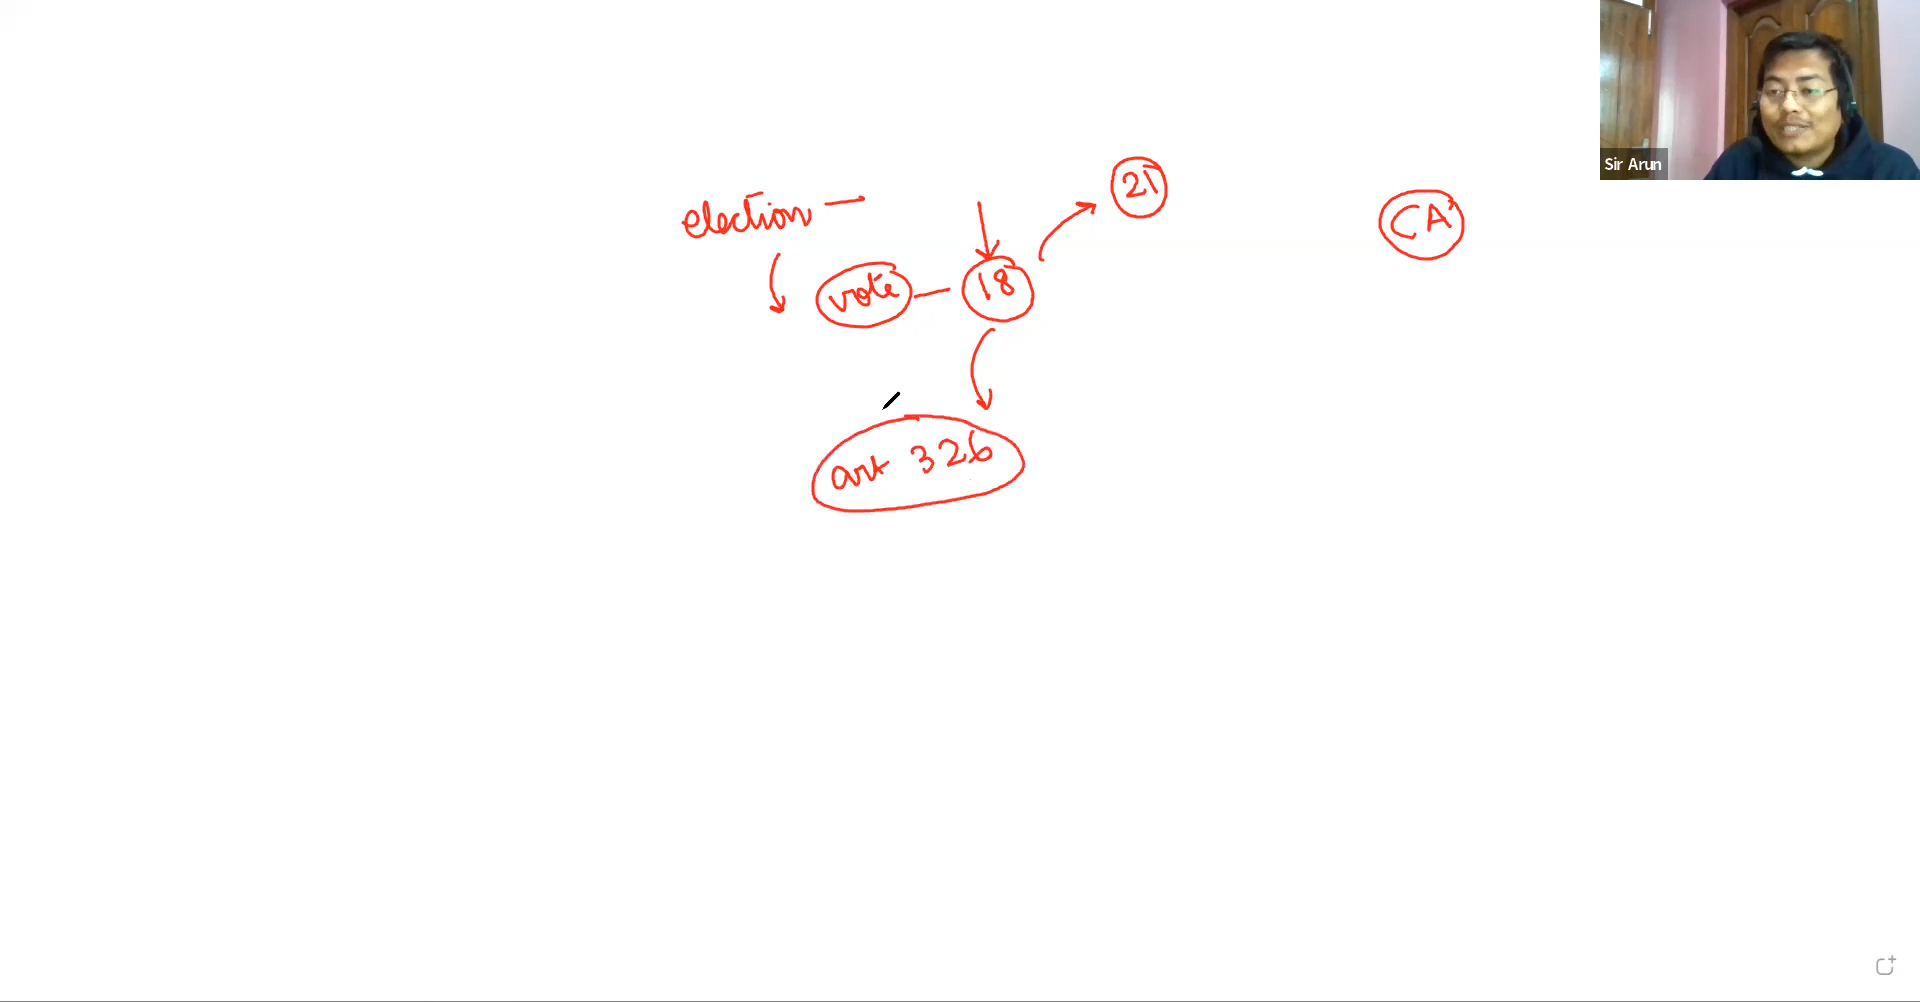 Sir Arun
21
election —
CA
vote — 18
art 326